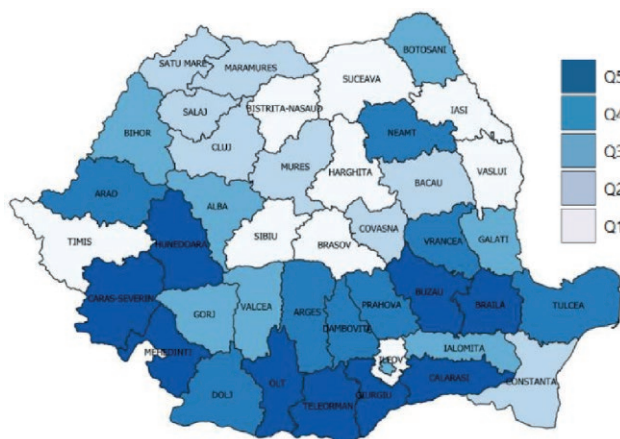 BOTOSANI
SATU MARE
MARAMURES
SUCEAVA
Q5
Q4
Q3
Q2
Q1
BISTRITA-NASAUD
SALAJ
IASI
NEAMT
BIHOR
CLUJ
MURES
HARGHITA
VASLUI
BACAU
ARAD
ALBA
COVASNA
TIMIS
HUNEDOARA
SIBIU
BRASOV
VRANCEA
GALATI
CARAS-SEVERIN
GORJ
VALCEA
ARGES
PRAHOVA
BUZAU
BRAILA
TULCEA
DAMBOVITA
MEHEDINTI
IALOMITA
ILFOV
DOLJ
OLT
TELEORMAN
GIURGIU
CALARASI
CONSTANTA